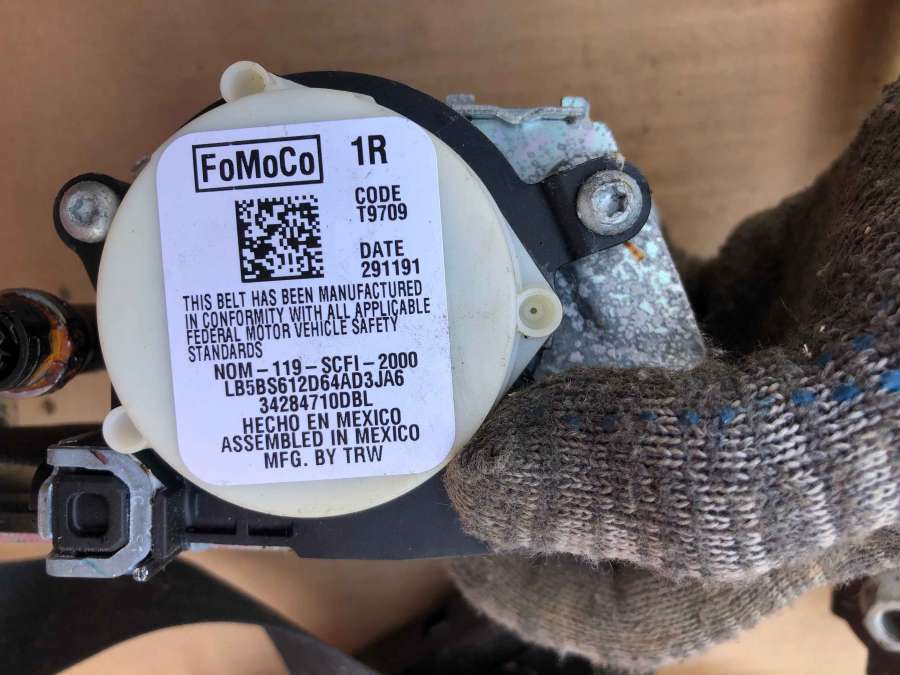 FoMoCo 1R
CODE
T9709
DATE
291191
THIS BELT HAS BEEN MANUFACTURED
IN CONFORMITY WITH ALL APPLICABLE
FEDERAL MOTOR VEHICLE SAFETY
STANDARDS
NOM-119-SCFI-2000
LB5BS612D64AD3JA6
34284710DBL
HECHO EN MEXICO
ASSEMBLED IN MEXICO
MFG. BY TRW